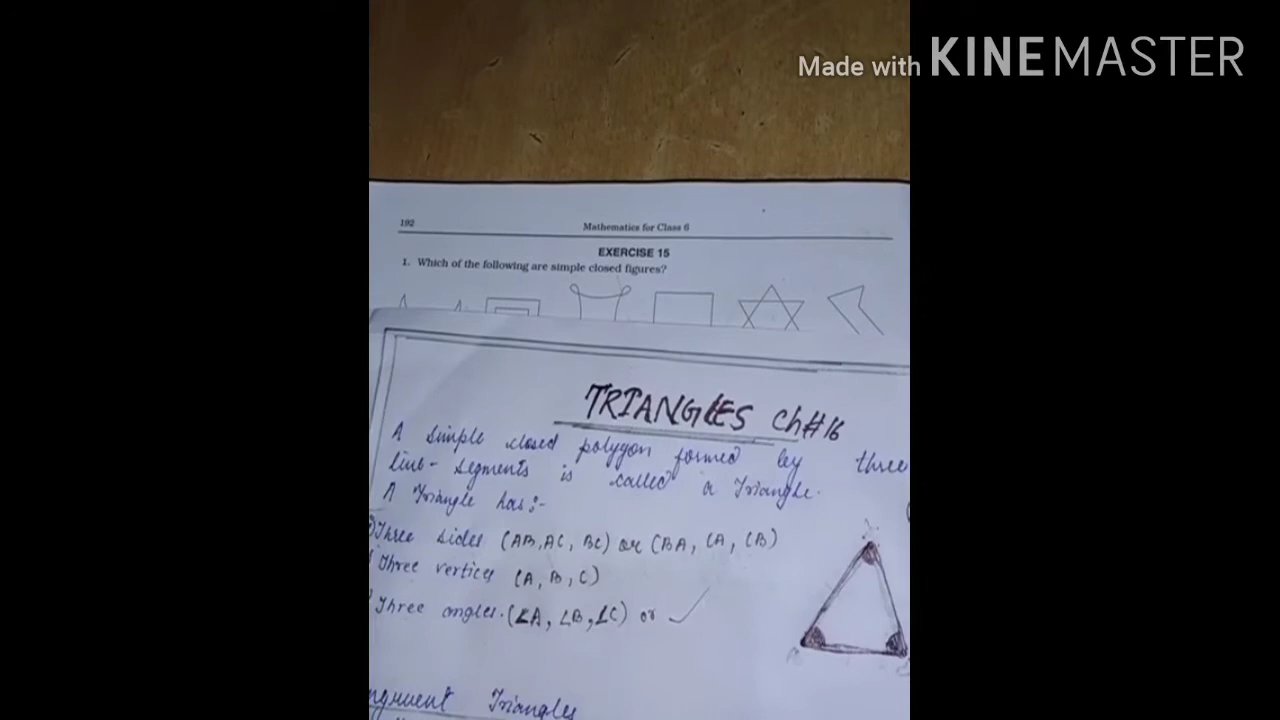 Made with KINEMASTER
192 Mathematics for Class 6
EXERCISE 15
1. Which of the following are simple closed figures?
TRIANGLES Ch#16
A simple closed polygon formed by three
line-segments is called a Triangle.
A Triangle has:-
Three sides (AB, AC, BC) or (BA, CA, CB)
Three vertices (A, B, C)
Three angles. (∠A, ∠B, ∠C) or
ngruent Triangles